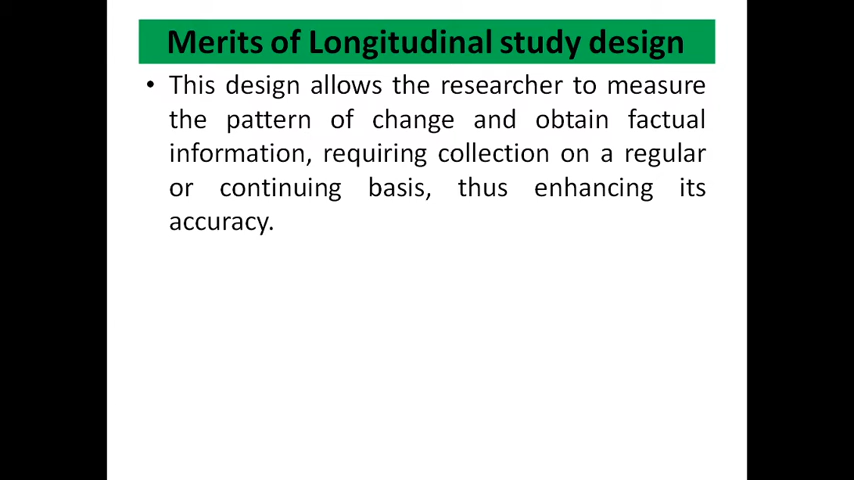 Merits of Longitudinal study design
• This design allows the researcher to measure
the pattern of change and obtain factual
information, requiring collection on a regular
or continuing basis, thus enhancing its
accuracy.